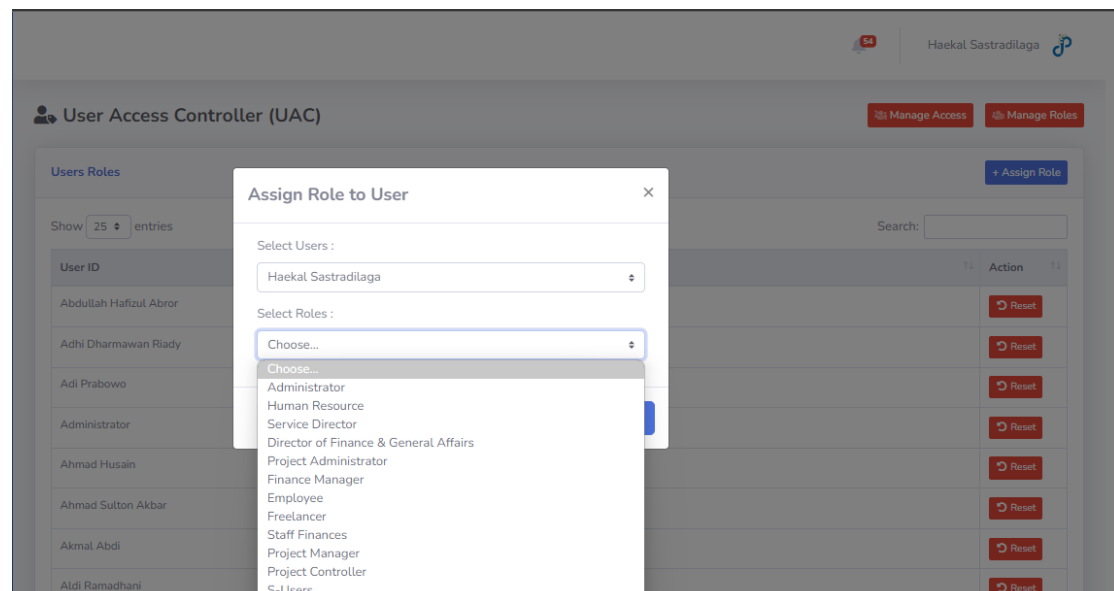 54
Haekal Sastradilaga
User Access Controller (UAC)
Manage Access
Manage Roles
Users Roles
+ Assign Role
Assign Role to User
×
Show 25 entries
Search:
Select Users :
User ID
Action
Haekal Sastradilaga
Abdullah Hafizul Abror
Reset
Select Roles :
Adhi Dharmawan Riady
Choose...
Reset
Choose...
Adi Prabowo
Reset
Administrator
Human Resource
Administrator
Service Director
Reset
Director of Finance & General Affairs
Ahmad Husain
Project Administrator
Reset
Finance Manager
Employee
Ahmad Sulton Akbar
Freelancer
Reset
Staff Finances
Akmal Abdi
Project Manager
Reset
Project Controller
Aldi Ramadhani
S-Users
Reset